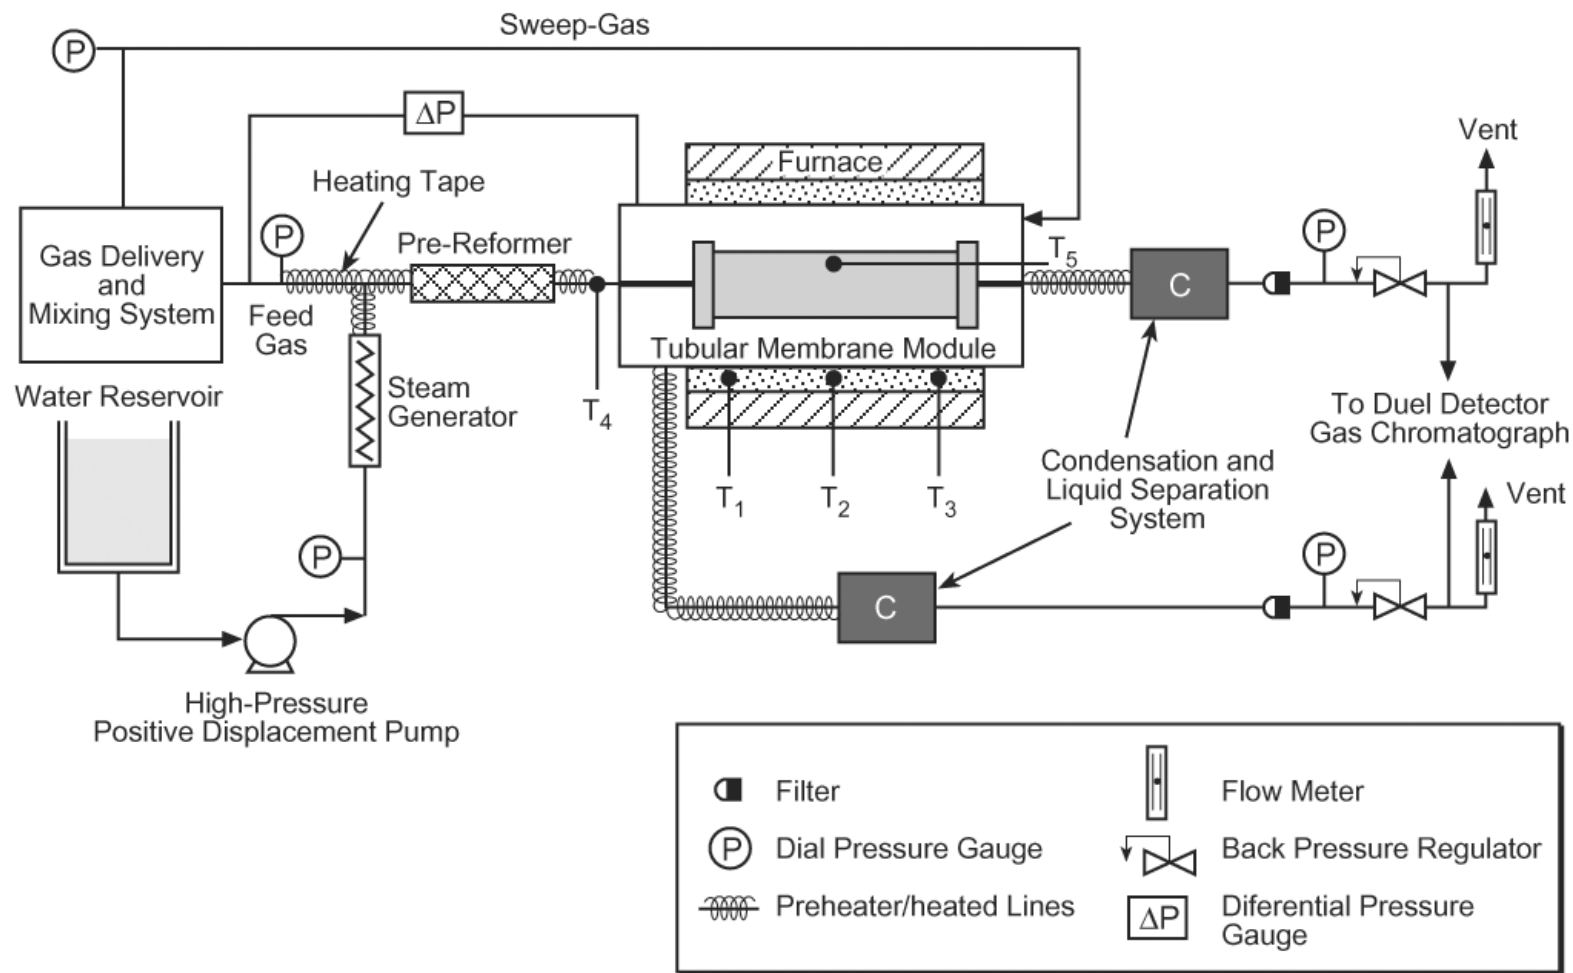 Sweep-Gas
P
ΔP
Vent
Furnace
Heating Tape
P
P
Pre-Reformer
T5
Gas Delivery
and
Mixing System
C
Feed
Gas
Tubular Membrane Module
Water Reservoir
Steam
Generator
T4
To Duel Detector
Gas Chromatograph
Condensation and
Liquid Separation
System
T1
T2
T3
Vent
P
P
C
High-Pressure
Positive Displacement Pump
Filter
Flow Meter
P
Dial Pressure Gauge
Back Pressure Regulator
Preheater/heated Lines
ΔP
Diferential Pressure
Gauge